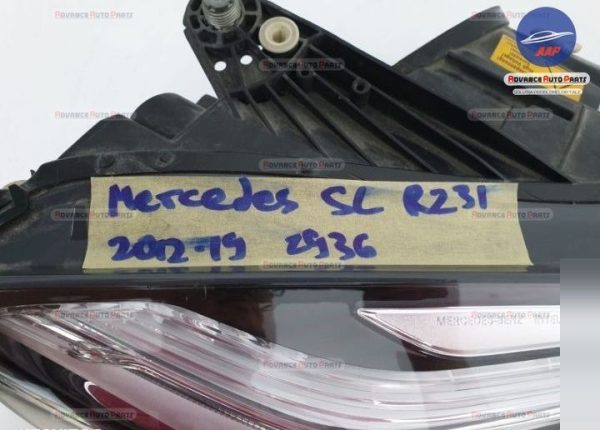 AAP
ADVANCE AUTO PARTS
Mercedes SL R231
2012-19 2936
MERCEDES-BENZ